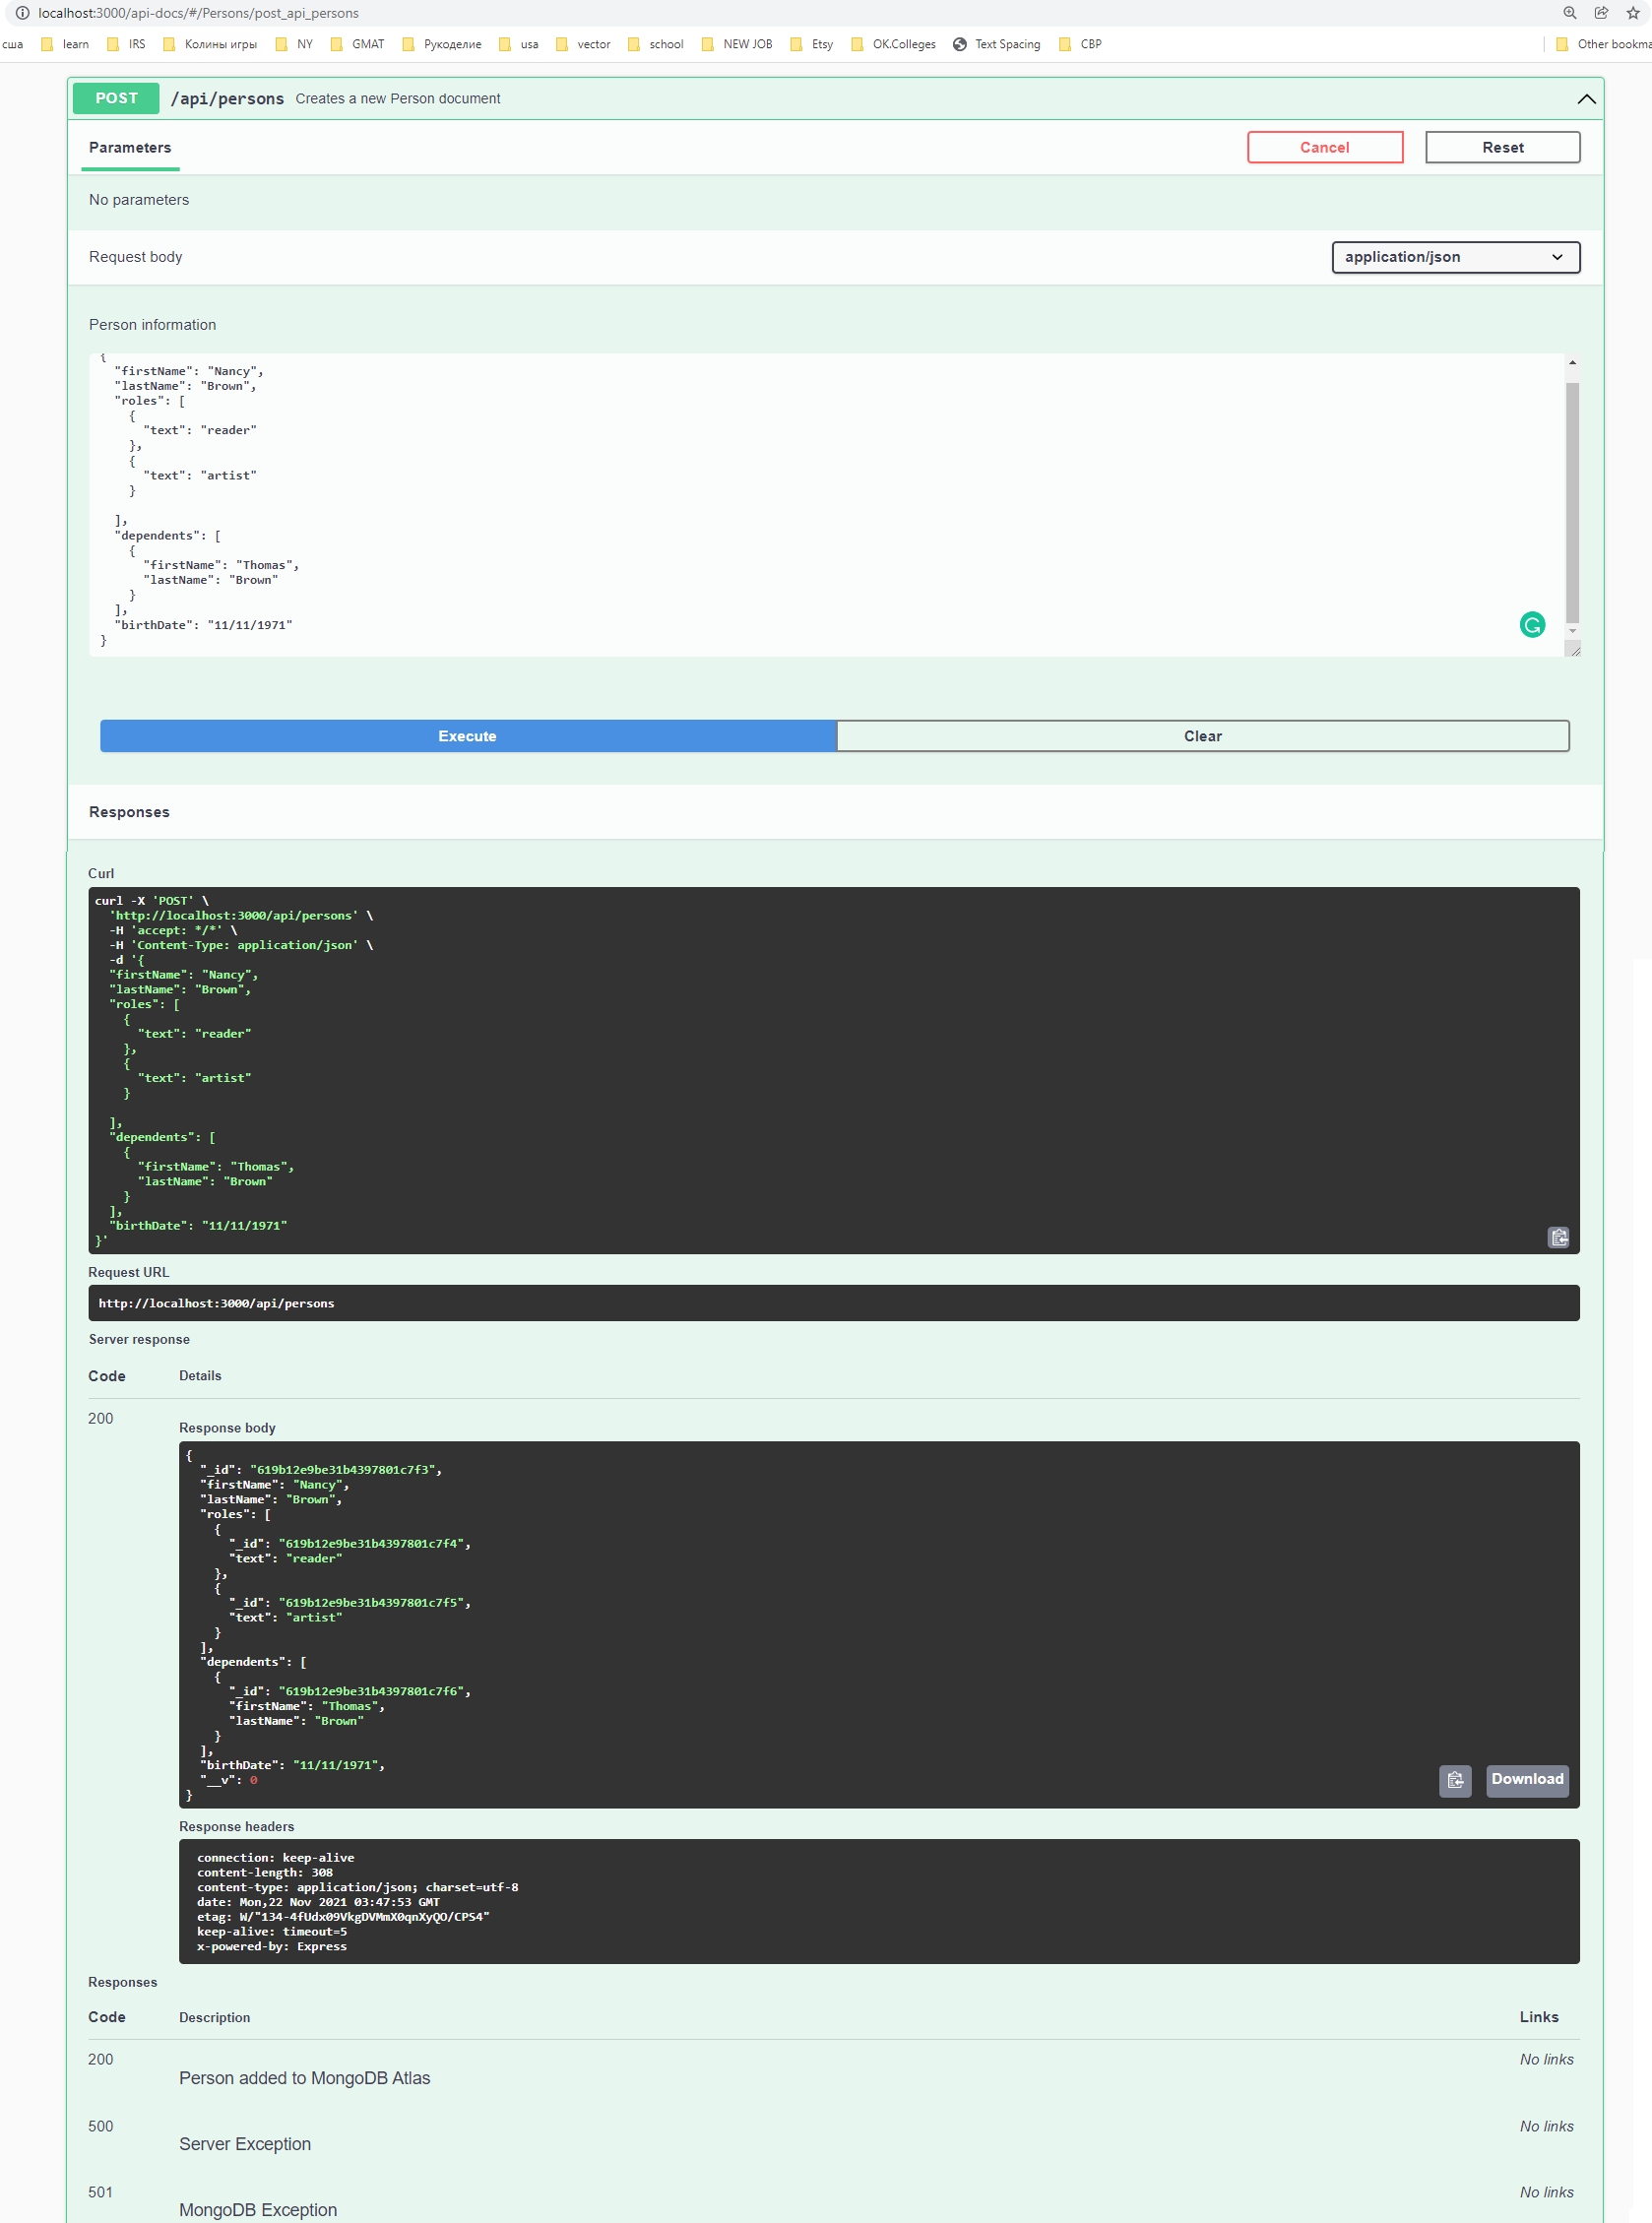 localhost:3000/api-docs/#/Persons/post_api_persons
сша learn IRS Колины игры NY GMAT Рукоделие usa vector school NEW JOB Etsy OK.Colleges Text Spacing CBP Other bookma
POST /api/persons Creates a new Person document
Parameters Cancel Reset
No parameters
Request body application/json
Person information
{
"firstName": "Nancy",
"lastName": "Brown",
"roles": [
{
"text": "reader"
},
{
"text": "artist"
}
],
"dependents": [
{
"firstName": "Thomas",
"lastName": "Brown"
}
],
"birthDate": "11/11/1971"
}
Execute Clear
Responses
Curl
curl -X 'POST' \
'http://localhost:3000/api/persons' \
-H 'accept: */*' \
-H 'Content-Type: application/json' \
-d '{
"firstName": "Nancy",
"lastName": "Brown",
"roles": [
{
"text": "reader"
},
{
"text": "artist"
}
],
"dependents": [
{
"firstName": "Thomas",
"lastName": "Brown"
}
],
"birthDate": "11/11/1971"
}'
Request URL
http://localhost:3000/api/persons
Server response
Code Details
200
Response body
{
"_id": "619b12e9be31b4397801c7f3",
"firstName": "Nancy",
"lastName": "Brown",
"roles": [
{
"_id": "619b12e9be31b4397801c7f4",
"text": "reader"
},
{
"_id": "619b12e9be31b4397801c7f5",
"text": "artist"
}
],
"dependents": [
{
"_id": "619b12e9be31b4397801c7f6",
"firstName": "Thomas",
"lastName": "Brown"
}
],
"birthDate": "11/11/1971",
"__v": 0
}
Download
Response headers
connection: keep-alive
content-length: 308
content-type: application/json; charset=utf-8
date: Mon,22 Nov 2021 03:47:53 GMT
etag: W/"134-4fUdx09VkgDVMmX0qnXyQO/CPS4"
keep-alive: timeout=5
x-powered-by: Express
Responses
Code Description Links
200 No links
Person added to MongoDB Atlas
500 No links
Server Exception
501 No links
MongoDB Exception